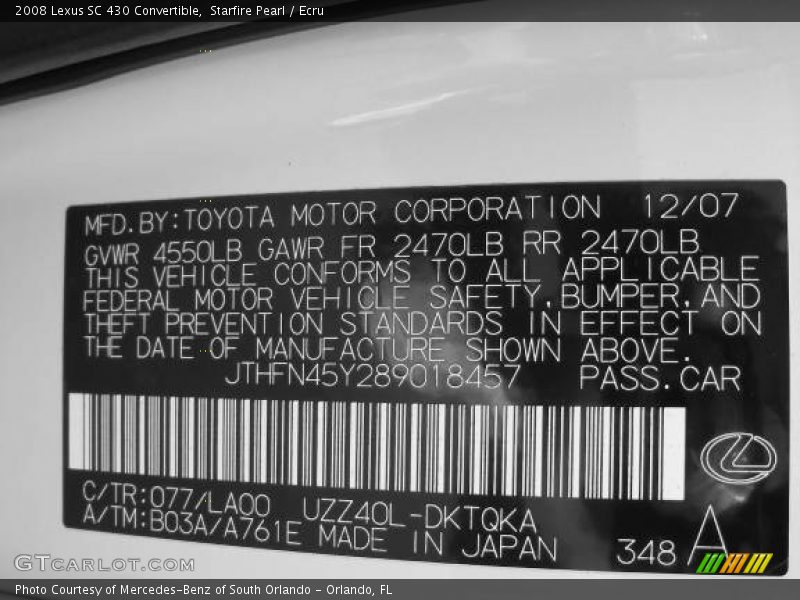 2008 Lexus SC 430 Convertible, Starfire Pearl / Ecru
MFD.BY:TOYOTA MOTOR CORPORATION 12/07
GVWR 4550LB GAWR FR 2470LB RR 2470LB
THIS VEHICLE CONFORMS TO ALL APPLICABLE
FEDERAL MOTOR VEHICLE SAFETY,BUMPER,AND
THEFT PREVENTION STANDARDS IN EFFECT ON
THE DATE OF MANUFACTURE SHOWN ABOVE.
JTHFN45Y289018457 PASS.CAR
C/TR:077/LA00 UZZ40L-DKTQKA
A/TM:B03A/A761E MADE IN JAPAN 348 A
GTCARLOT.COM
Photo Courtesy of Mercedes-Benz of South Orlando - Orlando, FL